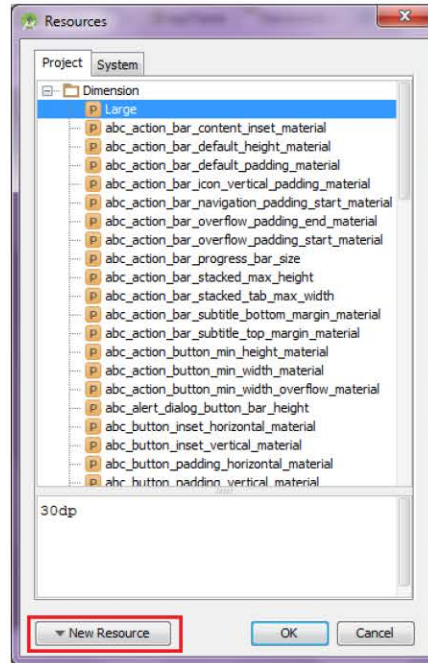 Resources
Project System
Dimension
P Large
P abc_action_bar_content_inset_material
P abc_action_bar_default_height_material
P abc_action_bar_default_padding_material
P abc_action_bar_icon_vertical_padding_material
P abc_action_bar_navigation_padding_start_material
P abc_action_bar_overflow_padding_end_material
P abc_action_bar_overflow_padding_start_material
P abc_action_bar_progress_bar_size
P abc_action_bar_stacked_max_height
P abc_action_bar_stacked_tab_max_width
P abc_action_bar_subtitle_bottom_margin_material
P abc_action_bar_subtitle_top_margin_material
P abc_action_button_min_height_material
P abc_action_button_min_width_material
P abc_action_button_min_width_overflow_material
P abc_alert_dialog_button_bar_height
P abc_button_inset_horizontal_material
P abc_button_inset_vertical_material
P abc_button_padding_horizontal_material
P abc_button_padding_vertical_material
30dp
New Resource OK Cancel